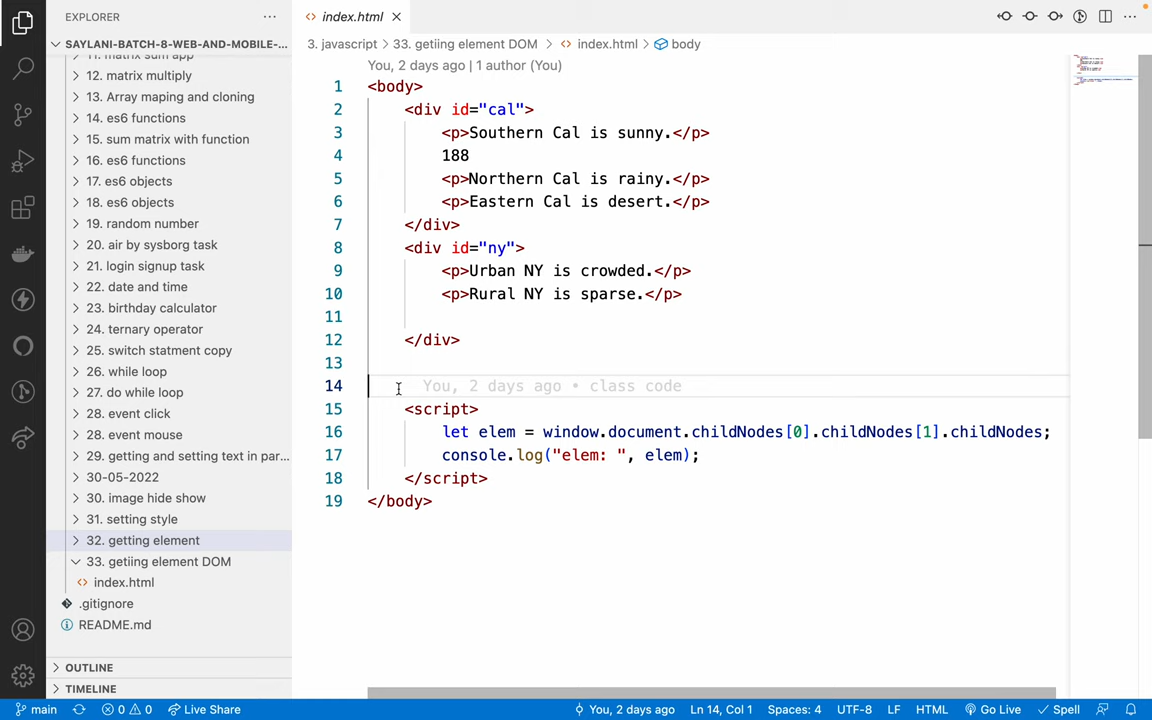 EXPLORER
SAYLANI-BATCH-8-WEB-AND-MOBILE-...
11. matrix sum app
12. matrix multiply
13. Array maping and cloning
14. es6 functions
15. sum matrix with function
16. es6 functions
17. es6 objects
18. es6 objects
19. random number
20. air by sysborg task
21. login signup task
22. date and time
23. birthday calculator
24. ternary operator
25. switch statment copy
26. while loop
27. do while loop
28. event click
28. event mouse
29. getting and setting text in par...
30-05-2022
30. image hide show
31. setting style
32. getting element
33. getiing element DOM
index.html
.gitignore
README.md
OUTLINE
TIMELINE
index.html
3. javascript > 33. getiing element DOM > index.html > body
You, 2 days ago | 1 author (You)
1 <body>
2 <div id="cal">
3 <p>Southern Cal is sunny.</p>
4 188
5 <p>Northern Cal is rainy.</p>
6 <p>Eastern Cal is desert.</p>
7 </div>
8 <div id="ny">
9 <p>Urban NY is crowded.</p>
10 <p>Rural NY is sparse.</p>
11
12 </div>
13
14 You, 2 days ago • class code
15 <script>
16 let elem = window.document.childNodes[0].childNodes[1].childNodes;
17 console.log("elem: ", elem);
18 </script>
19 </body>
main 0 0 Live Share You, 2 days ago Ln 14, Col 1 Spaces: 4 UTF-8 LF HTML Go Live Spell